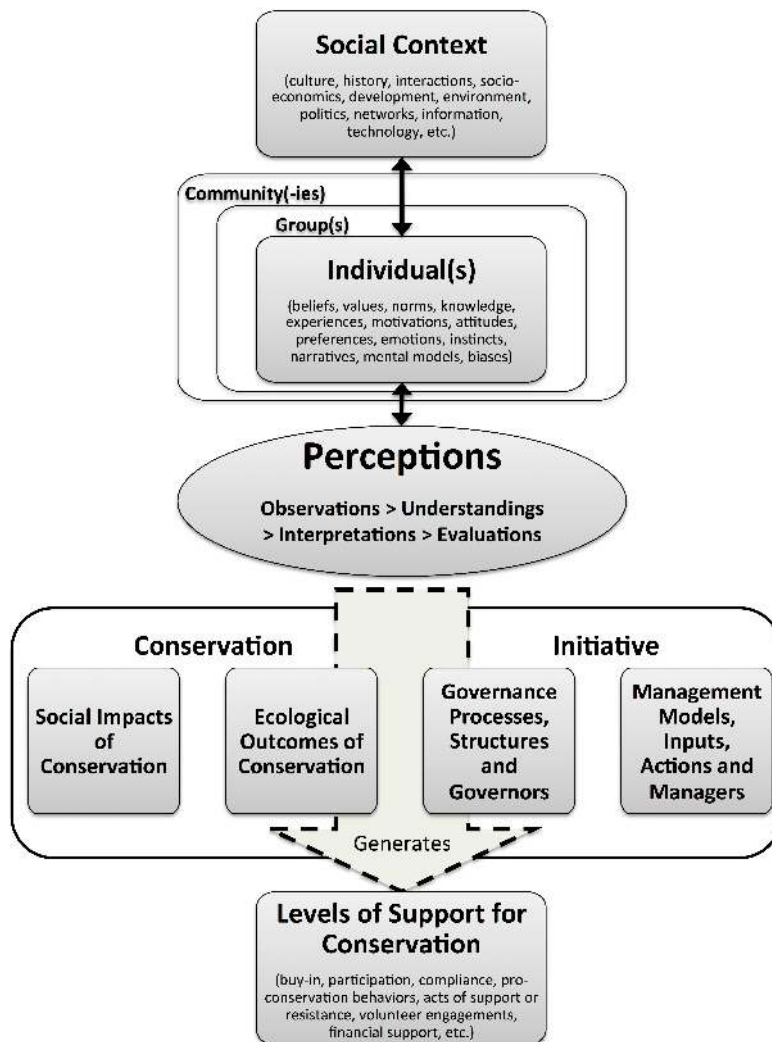 Social Context
(culture, history, interactions, socio-
economics, development, environment,
politics, networks, information,
technology, etc.)
Community(-ies)
Group(s)
Individual(s)
(beliefs, values, norms, knowledge,
experiences, motivations, attitudes,
preferences, emotions, instincts,
narratives, mental models, biases)
Perceptions
Observations > Understandings
> Interpretations > Evaluations
Conservation Initiative
Social Impacts
of
Conservation
Ecological
Outcomes of
Conservation
Governance
Processes,
Structures
and
Governors
Management
Models,
Inputs,
Actions and
Managers
Generates
Levels of Support for
Conservation
(buy-in, participation, compliance, pro-
conservation behaviors, acts of support or
resistance, volunteer engagements,
financial support, etc.)